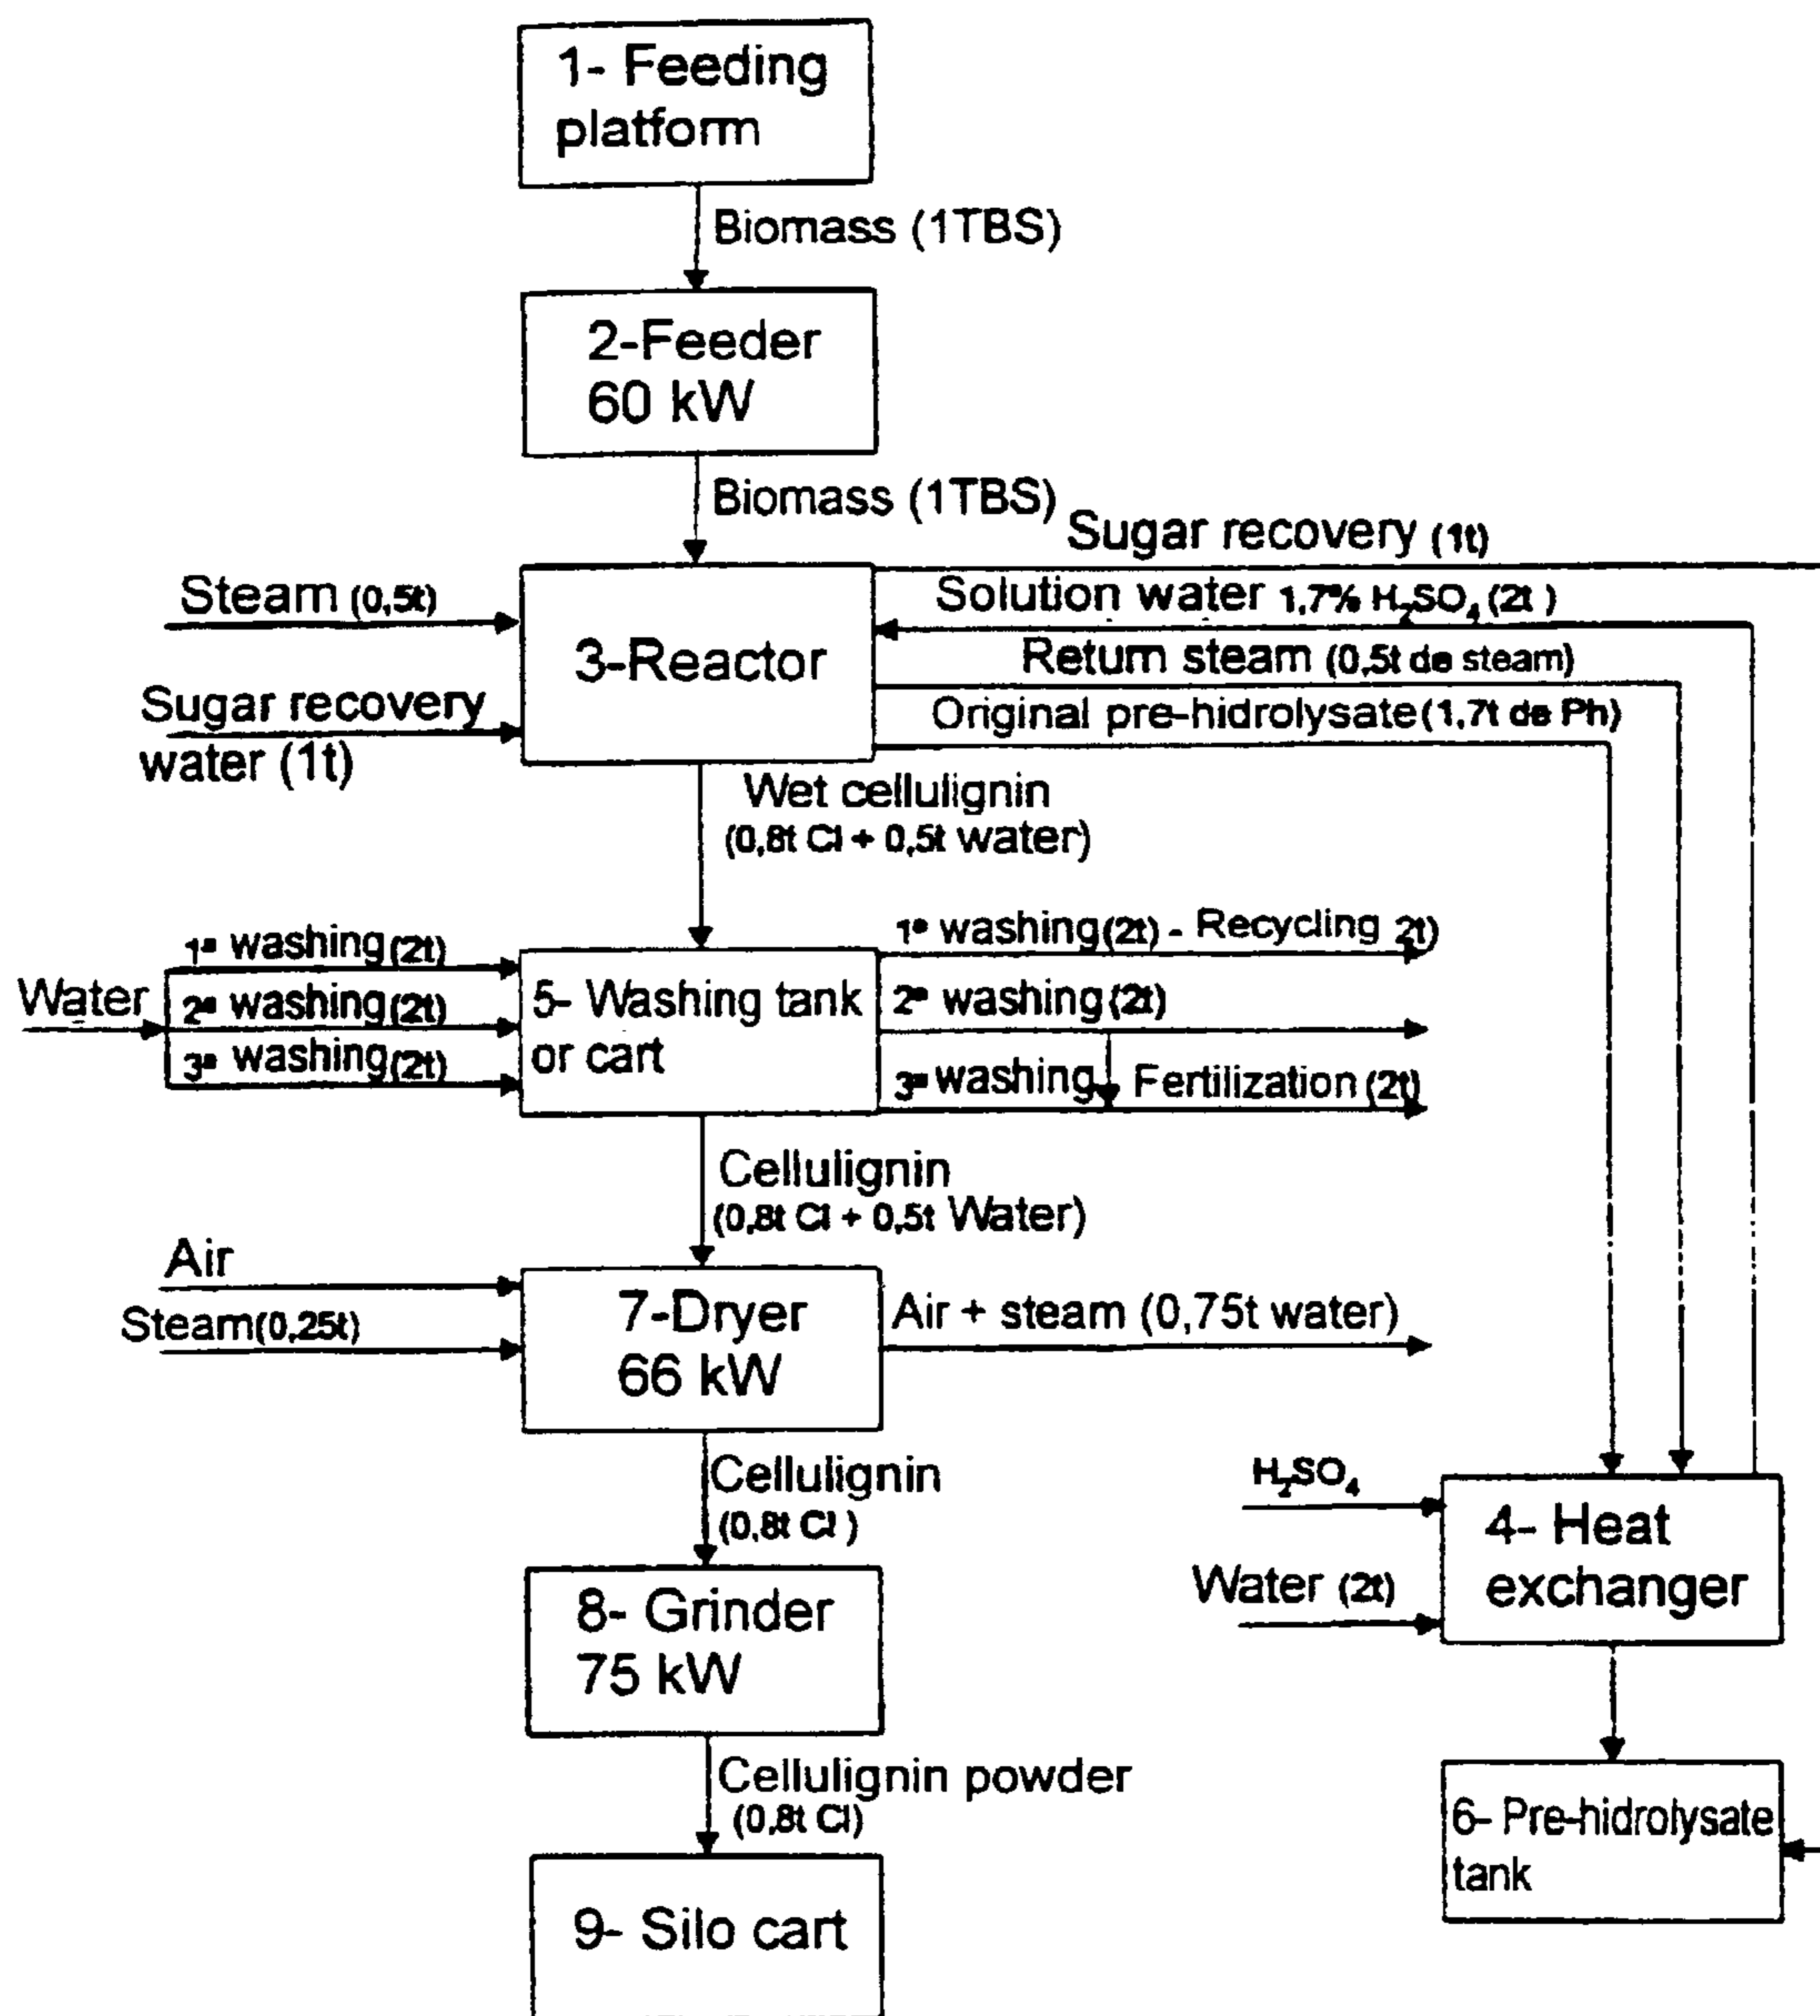 1- Feeding
platform
Biomass (1TBS)
2-Feeder
60 kW
Biomass (1TBS)
Sugar recovery (1t)
Steam (0,5t)
Solution water 1,7% H₂SO₄ (2t )
3-Reactor
Return steam (0,5t de steam)
Sugar recovery
water (1t)
Original pre-hidrolysate (1,7t de Ph)
Wet cellulignin
(0,8t Cl + 0,5t water)
Water
1ª washing (2t)
2ª washing (2t)
3ª washing (2t)
5- Washing tank
or cart
1ª washing (2t) - Recycling 2t)
2ª washing (2t)
3ª washing
Fertilization (2t)
Cellulignin
(0,8t Cl + 0,5t Water)
Air
Steam(0,25t)
7-Dryer
66 kW
Air + steam (0,75t water)
Cellulignin
(0,8t Cl )
H₂SO₄
Water (2t)
4- Heat
exchanger
8- Grinder
75 kW
Cellulignin powder
(0,8t Cl)
6- Pre-hidrolysate
tank
9- Silo cart